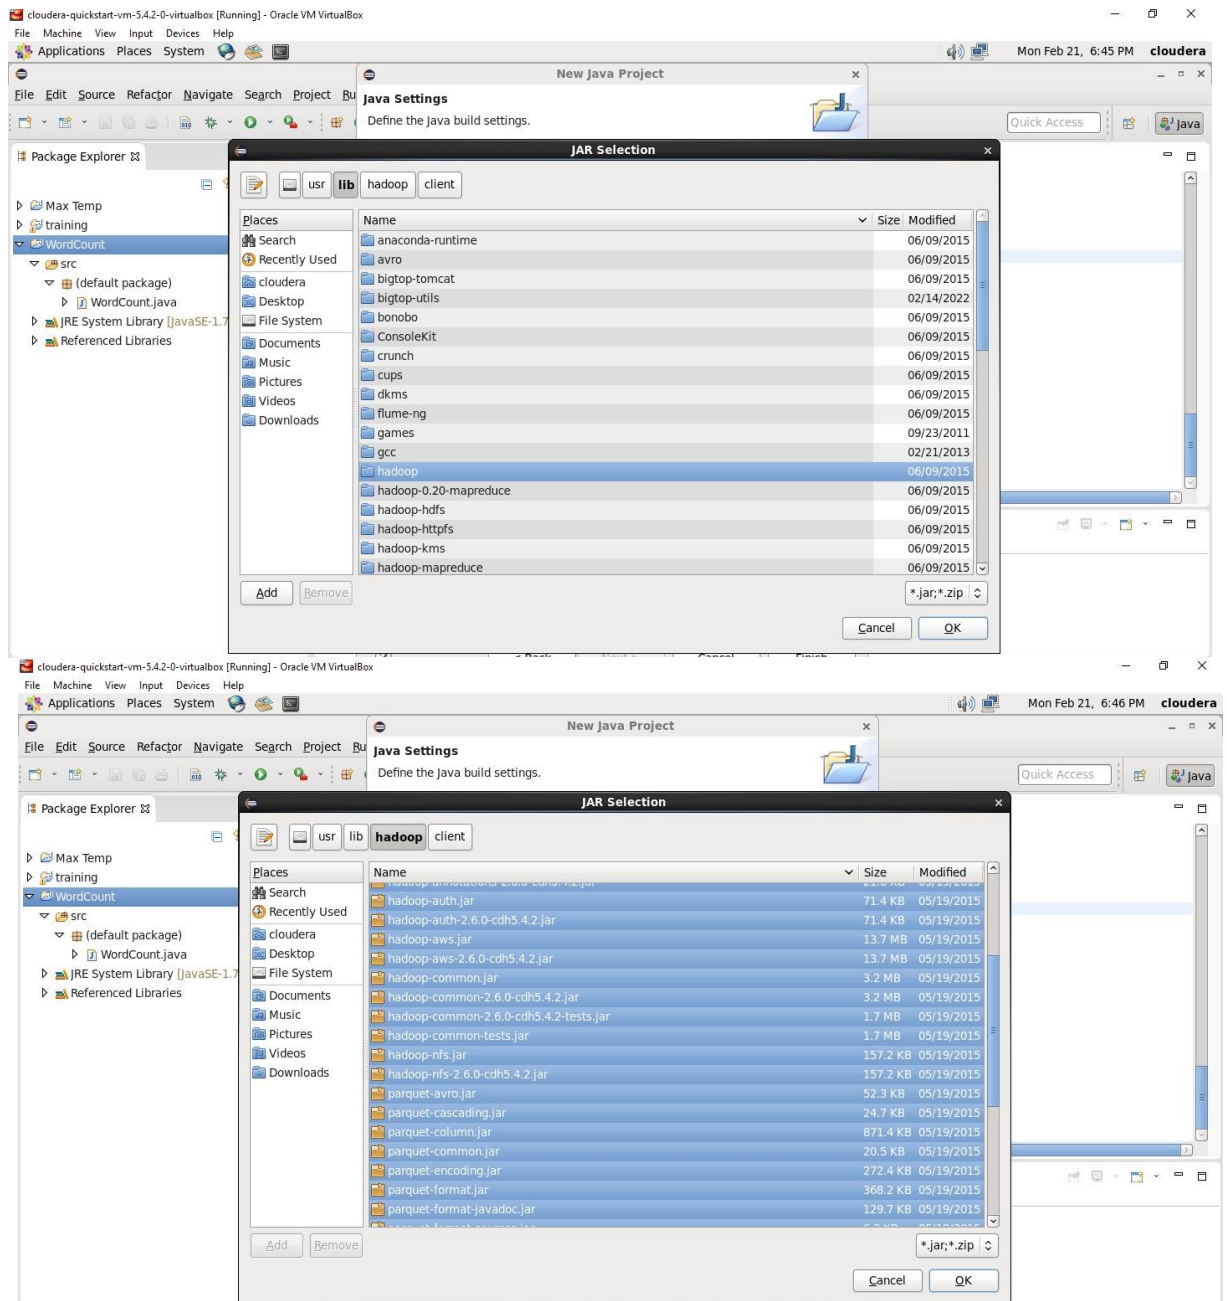 cloudera-quickstart-vm-5.4.2-0-virtualbox [Running] - Oracle VM VirtualBox
File Machine View Input Devices Help
Applications Places System Mon Feb 21, 6:45 PM cloudera
New Java Project
File Edit Source Refactor Navigate Search Project Ru
Java Settings
Define the Java build settings.
Quick Access Java
Package Explorer
JAR Selection
usr lib hadoop client
Max Temp
training
WordCount
src
(default package)
WordCount.java
JRE System Library [JavaSE-1.7
Referenced Libraries
Places
Search
Recently Used
cloudera
Desktop
File System
Documents
Music
Pictures
Videos
Downloads
Name Size Modified
anaconda-runtime 06/09/2015
avro 06/09/2015
bigtop-tomcat 06/09/2015
bigtop-utils 02/14/2022
bonobo 06/09/2015
ConsoleKit 06/09/2015
crunch 06/09/2015
cups 06/09/2015
dkms 06/09/2015
flume-ng 06/09/2015
games 09/23/2011
gcc 02/21/2013
hadoop 06/09/2015
hadoop-0.20-mapreduce 06/09/2015
hadoop-hdfs 06/09/2015
hadoop-httpfs 06/09/2015
hadoop-kms 06/09/2015
hadoop-mapreduce 06/09/2015
Add Remove *.jar;*.zip
Cancel OK
cloudera-quickstart-vm-5.4.2-0-virtualbox [Running] - Oracle VM VirtualBox
File Machine View Input Devices Help
Applications Places System Mon Feb 21, 6:46 PM cloudera
New Java Project
File Edit Source Refactor Navigate Search Project Ru
Java Settings
Define the Java build settings.
Quick Access Java
Package Explorer
JAR Selection
usr lib hadoop client
Max Temp
training
WordCount
src
(default package)
WordCount.java
JRE System Library [JavaSE-1.7
Referenced Libraries
Places
Search
Recently Used
cloudera
Desktop
File System
Documents
Music
Pictures
Videos
Downloads
Name Size Modified
hadoop-auth.jar 71.4 KB 05/19/2015
hadoop-auth-2.6.0-cdh5.4.2.jar 71.4 KB 05/19/2015
hadoop-aws.jar 13.7 MB 05/19/2015
hadoop-aws-2.6.0-cdh5.4.2.jar 13.7 MB 05/19/2015
hadoop-common.jar 3.2 MB 05/19/2015
hadoop-common-2.6.0-cdh5.4.2.jar 3.2 MB 05/19/2015
hadoop-common-2.6.0-cdh5.4.2-tests.jar 1.7 MB 05/19/2015
hadoop-common-tests.jar 1.7 MB 05/19/2015
hadoop-nfs.jar 157.2 KB 05/19/2015
hadoop-nfs-2.6.0-cdh5.4.2.jar 157.2 KB 05/19/2015
parquet-avro.jar 52.3 KB 05/19/2015
parquet-cascading.jar 24.7 KB 05/19/2015
parquet-column.jar 871.4 KB 05/19/2015
parquet-common.jar 20.5 KB 05/19/2015
parquet-encoding.jar 272.4 KB 05/19/2015
parquet-format.jar 368.2 KB 05/19/2015
parquet-format-javadoc.jar 129.7 KB 05/19/2015
Add Remove *.jar;*.zip
Cancel OK